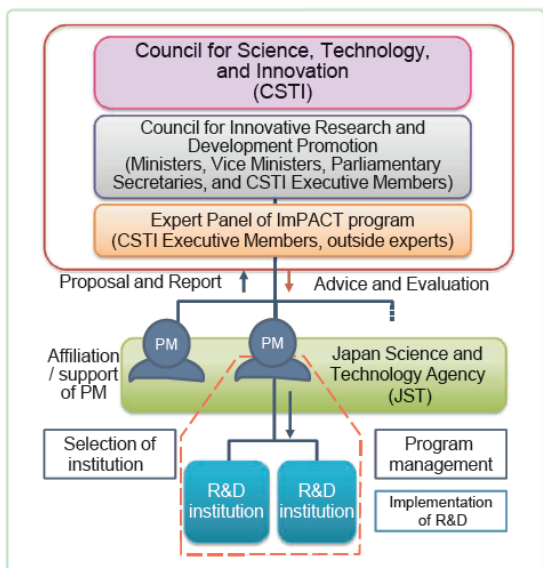 Council for Science, Technology,
and Innovation
(CSTI)
Council for Innovative Research and
Development Promotion
(Ministers, Vice Ministers, Parliamentary
Secretaries, and CSTI Executive Members)
Expert Panel of ImPACT program
(CSTI Executive Members, outside experts)
Proposal and Report
Advice and Evaluation
PM
PM
Affiliation
/ support
of PM
Japan Science and
Technology Agency
(JST)
Selection of
institution
Program
management
R&D
institution
R&D
institution
Implementation
of R&D